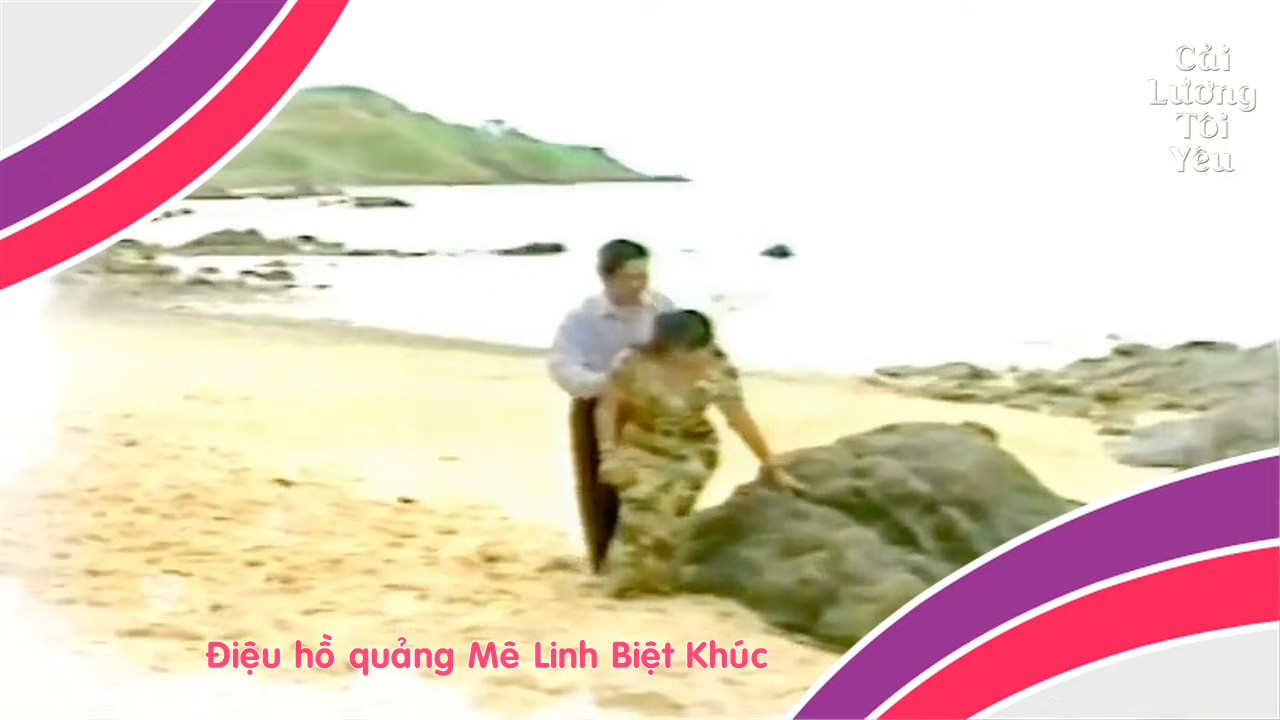 Cải
Lương
Tôi
Yêu
Điệu hồ quảng Mê Linh Biệt Khúc